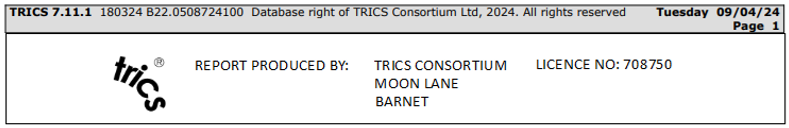 TRICS 7.11.1 180324 B22.0508724100 Database right of TRICS Consortium Ltd, 2024. All rights reserved Tuesday 09/04/24
Page 1
trics®
REPORT PRODUCED BY: TRICS CONSORTIUM LICENCE NO: 708750
MOON LANE
BARNET